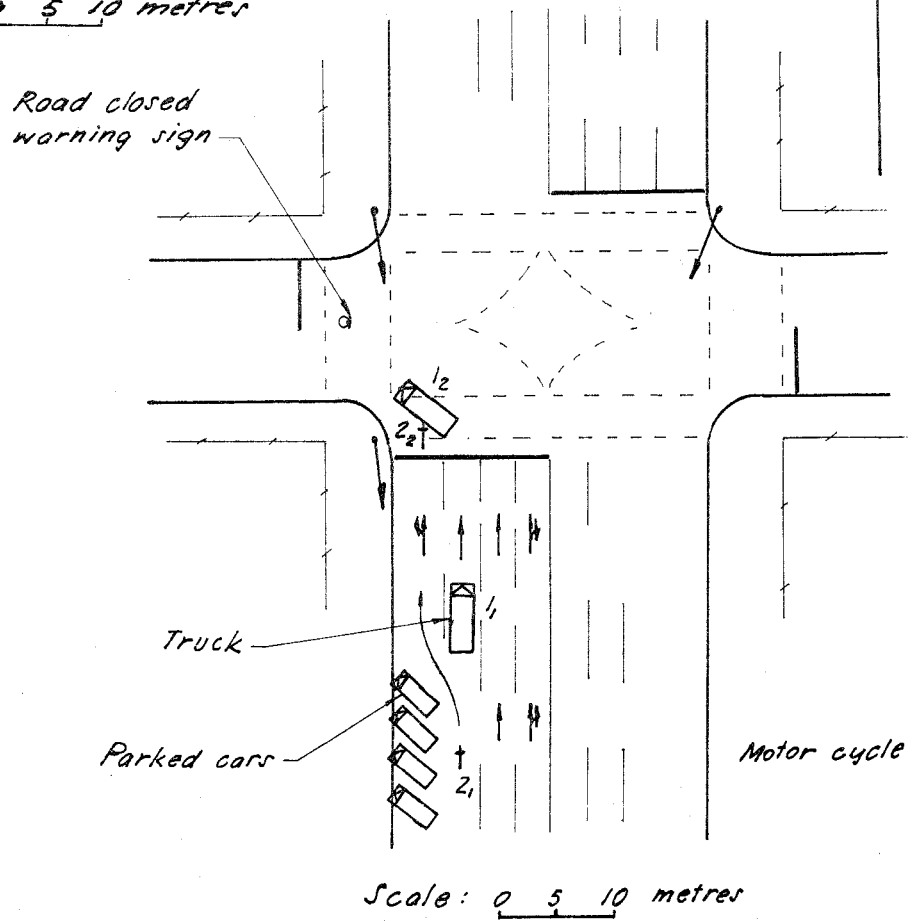 5 10 metres
Road closed
warning sign
1₂
2₂
1₁
Truck
Parked cars
2₁
Motor cycle
Scale: 0 5 10 metres